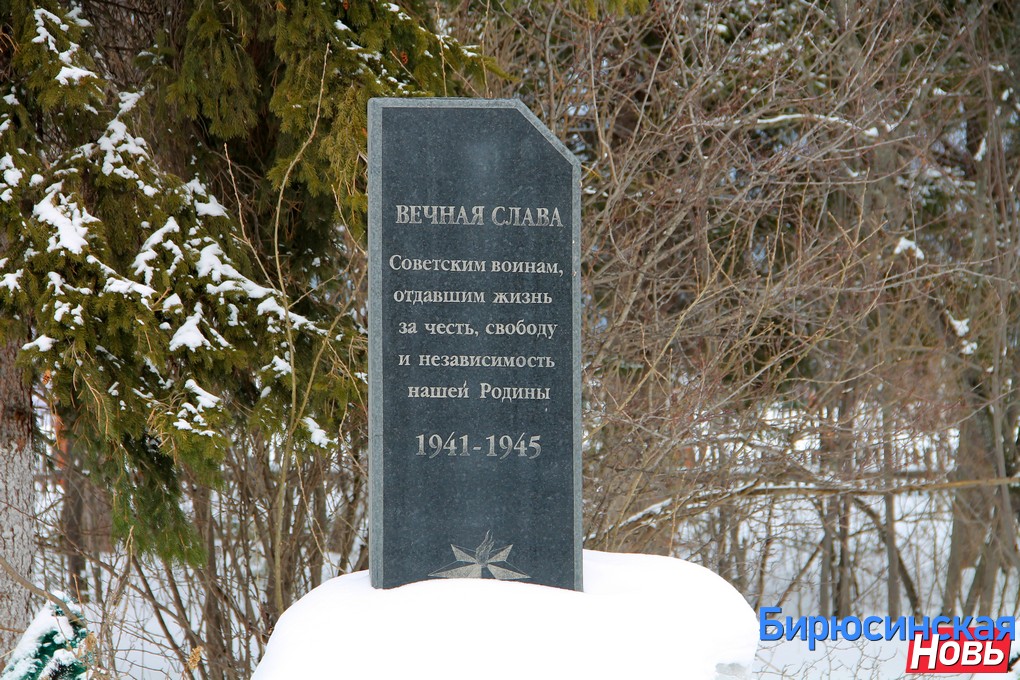 ВЕЧНАЯ СЛАВА
Советским воинам,
отдавшим жизнь
за честь, свободу
и независимость
нашей Родины
1941-1945
Бирюсинская
Новь